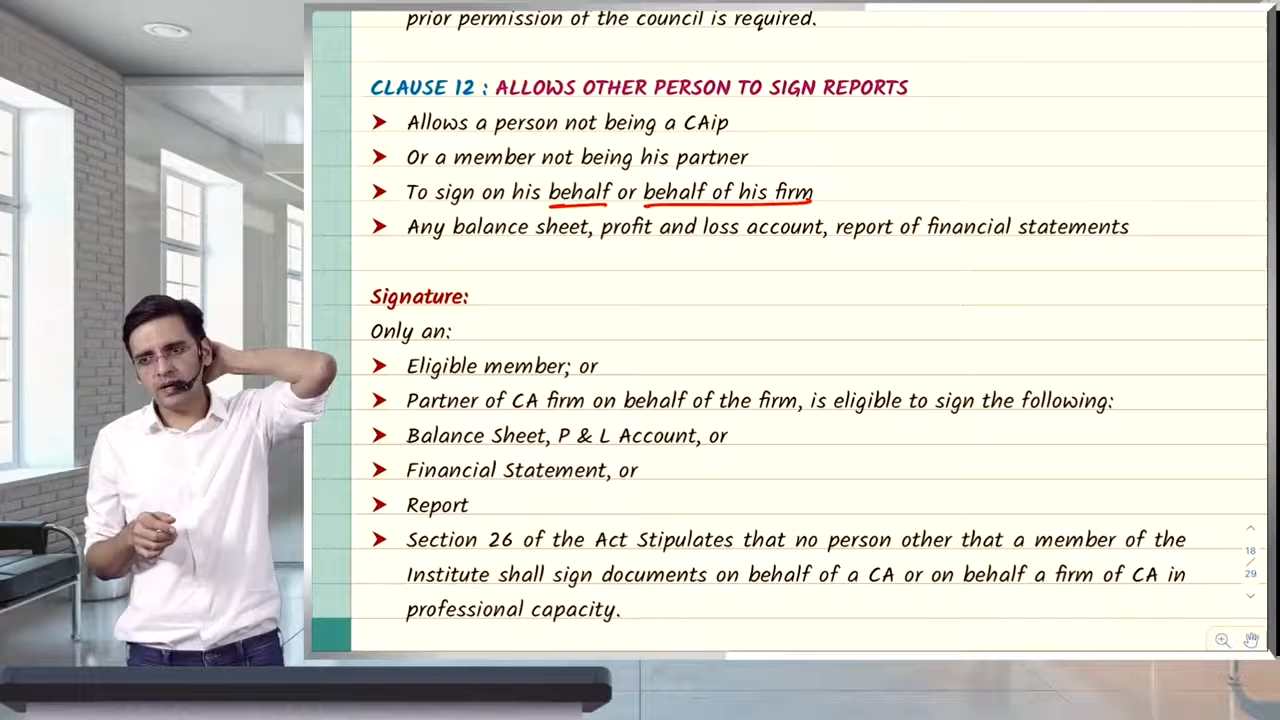 prior permission of the council is required.
CLAUSE 12 : ALLOWS OTHER PERSON TO SIGN REPORTS
➤ Allows a person not being a CAip
➤ Or a member not being his partner
➤ To sign on his behalf or behalf of his firm
➤ Any balance sheet, profit and loss account, report of financial statements
Signature:
Only an:
➤ Eligible member; or
➤ Partner of CA firm on behalf of the firm, is eligible to sign the following:
➤ Balance Sheet, P & L Account, or
➤ Financial Statement, or
➤ Report
➤ Section 26 of the Act Stipulates that no person other that a member of the
Institute shall sign documents on behalf of a CA or on behalf a firm of CA in
professional capacity.
18
/
29